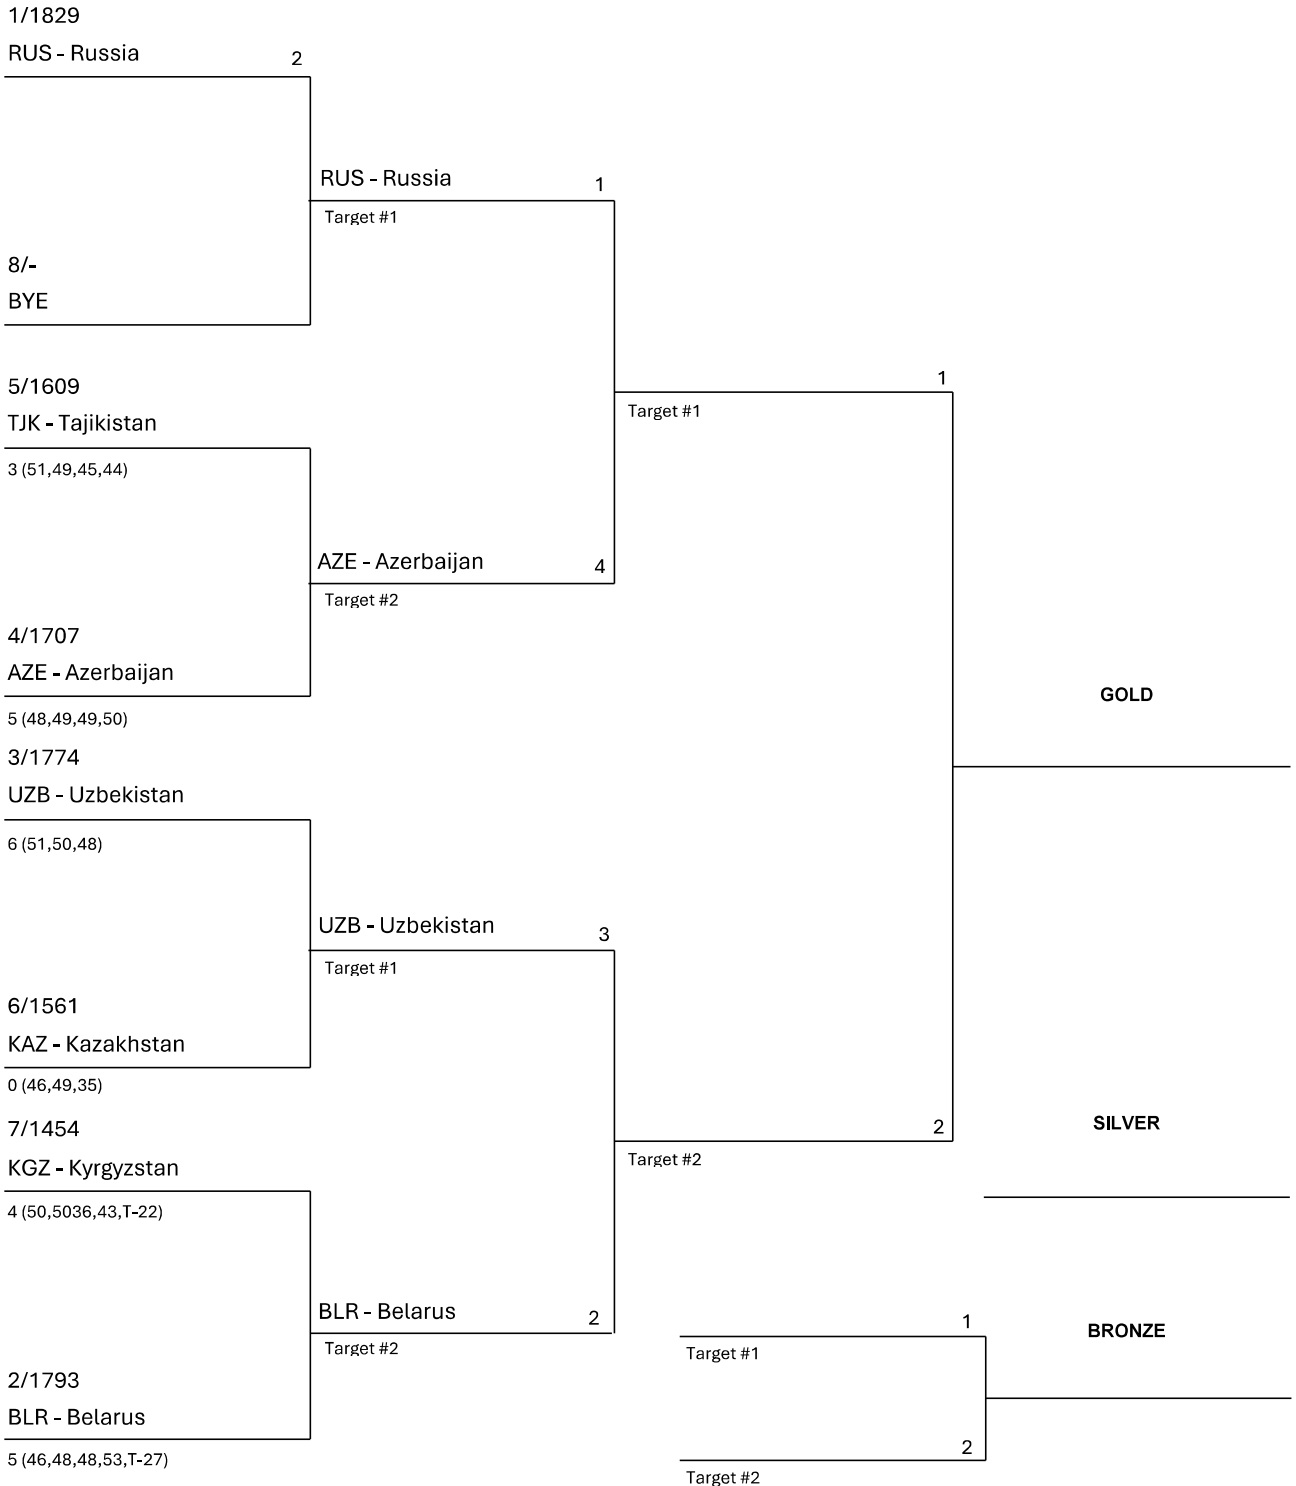 1/1829
RUS - Russia
2
RUS - Russia
1
Target #1
8/-
BYE
5/1609
TJK - Tajikistan
3 (51,49,45,44)
1
Target #1
AZE - Azerbaijan
4
Target #2
4/1707
AZE - Azerbaijan
5 (48,49,49,50)
GOLD
3/1774
UZB - Uzbekistan
6 (51,50,48)
UZB - Uzbekistan
3
Target #1
6/1561
KAZ - Kazakhstan
0 (46,49,35)
7/1454
KGZ - Kyrgyzstan
4 (50,5036,43,T-22)
2
Target #2
SILVER
BLR - Belarus
2
Target #2
1
Target #1
BRONZE
2/1793
BLR - Belarus
5 (46,48,48,53,T-27)
2
Target #2